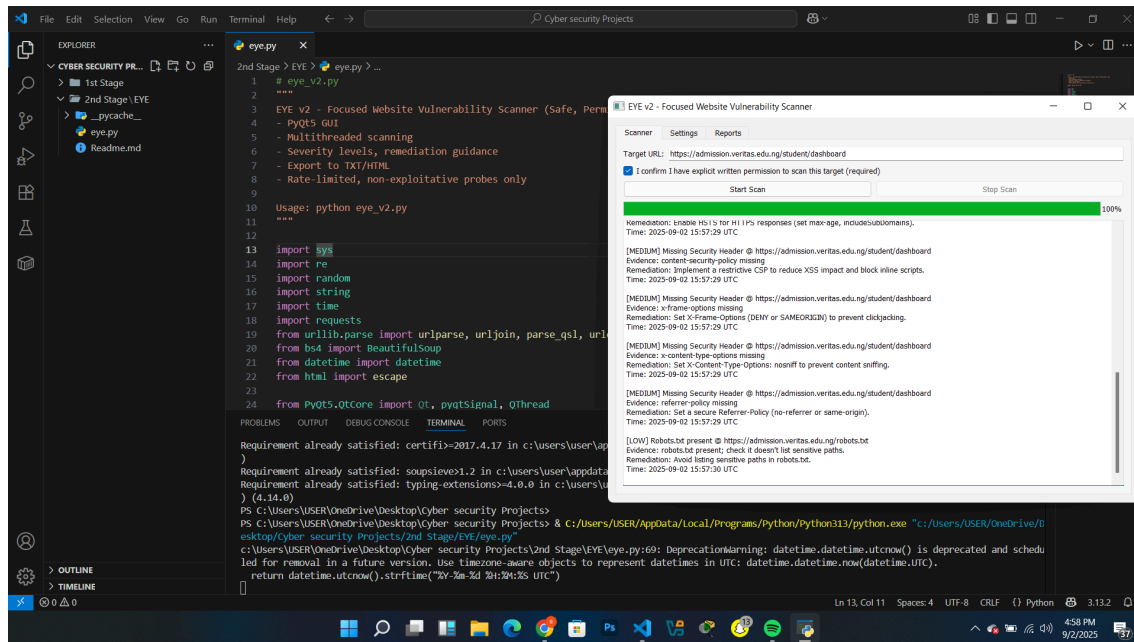 File Edit Selection View Go Run Terminal Help
Cyber security Projects
EXPLORER
eye.py
CYBER SECURITY PR...
1st Stage
2nd Stage \ EYE
__pycache__
eye.py
Readme.md
OUTLINE
TIMELINE
2nd Stage > EYE > eye.py > ...
1 # eye_v2.py
2 """
3 EYE v2 - Focused Website Vulnerability Scanner (Safe, Perm
4 - PyQt5 GUI
5 - Multithreaded scanning
6 - Severity levels, remediation guidance
7 - Export to TXT/HTML
8 - Rate-limited, non-exploitative probes only
9
10 Usage: python eye_v2.py
11 """
12
13 import sys
14 import re
15 import random
16 import string
17 import time
18 import requests
19 from urllib.parse import urlparse, urljoin, parse_qsl, urle
20 from bs4 import BeautifulSoup
21 from datetime import datetime
22 from html import escape
23
24 from PyQt5.QtCore import Qt, pyqtSignal, QThread
PROBLEMS OUTPUT DEBUG CONSOLE TERMINAL PORTS
Requirement already satisfied: certifi>=2017.4.17 in c:\users\user\ap
)
Requirement already satisfied: soupsieve>1.2 in c:\users\user\appdata
Requirement already satisfied: typing-extensions>=4.0.0 in c:\users\u
) (4.14.0)
PS C:\Users\USER\OneDrive\Desktop\Cyber security Projects>
PS C:\Users\USER\OneDrive\Desktop\Cyber security Projects> & C:/Users/USER/AppData/Local/Programs/Python/Python313/python.exe "c:/Users/USER/OneDrive/D
esktop/Cyber security Projects/2nd Stage/EYE/eye.py"
c:\Users\USER\OneDrive\Desktop\Cyber security Projects\2nd Stage\EYE\eye.py:69: DeprecationWarning: datetime.datetime.utcnow() is deprecated and schedu
led for removal in a future version. Use timezone-aware objects to represent datetimes in UTC: datetime.datetime.now(datetime.UTC).
return datetime.utcnow().strftime("%Y-%m-%d %H:%M:%S UTC")
EYE v2 - Focused Website Vulnerability Scanner
Scanner Settings Reports
Target URL: https://admission.veritas.edu.ng/student/dashboard
I confirm I have explicit written permission to scan this target (required)
Start Scan Stop Scan
100%
Remediation: Enable HSTS for HTTPS responses (set max-age, includeSubDomains).
Time: 2025-09-02 15:57:29 UTC
[MEDIUM] Missing Security Header @ https://admission.veritas.edu.ng/student/dashboard
Evidence: content-security-policy missing
Remediation: Implement a restrictive CSP to reduce XSS impact and block inline scripts.
Time: 2025-09-02 15:57:29 UTC
[MEDIUM] Missing Security Header @ https://admission.veritas.edu.ng/student/dashboard
Evidence: x-frame-options missing
Remediation: Set X-Frame-Options (DENY or SAMEORIGIN) to prevent clickjacking.
Time: 2025-09-02 15:57:29 UTC
[MEDIUM] Missing Security Header @ https://admission.veritas.edu.ng/student/dashboard
Evidence: x-content-type-options missing
Remediation: Set X-Content-Type-Options: nosniff to prevent content sniffing.
Time: 2025-09-02 15:57:29 UTC
[MEDIUM] Missing Security Header @ https://admission.veritas.edu.ng/student/dashboard
Evidence: referrer-policy missing
Remediation: Set a secure Referrer-Policy (no-referrer or same-origin).
Time: 2025-09-02 15:57:29 UTC
[LOW] Robots.txt present @ https://admission.veritas.edu.ng/robots.txt
Evidence: robots.txt present; check it doesn't list sensitive paths.
Remediation: Avoid listing sensitive paths in robots.txt.
Time: 2025-09-02 15:57:30 UTC
0 0 Ln 13, Col 11 Spaces: 4 UTF-8 CRLF {} Python 3.13.2
Ps
13
4:58 PM
9/2/2025
37